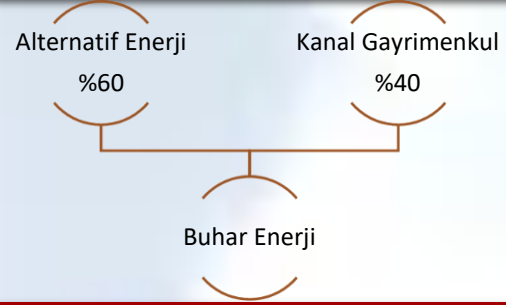 Alternatif Enerji
%60
Kanal Gayrimenkul
%40
Buhar Enerji